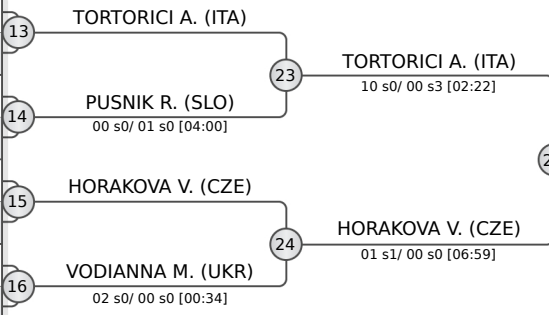 TORTORICI A. (ITA)
13
23
TORTORICI A. (ITA)
10 s0/ 00 s3 [02:22]
PUSNIK R. (SLO)
14
00 s0/ 01 s0 [04:00]
HORAKOVA V. (CZE)
15
24
HORAKOVA V. (CZE)
01 s1/ 00 s0 [06:59]
VODIANNA M. (UKR)
16
02 s0/ 00 s0 [00:34]